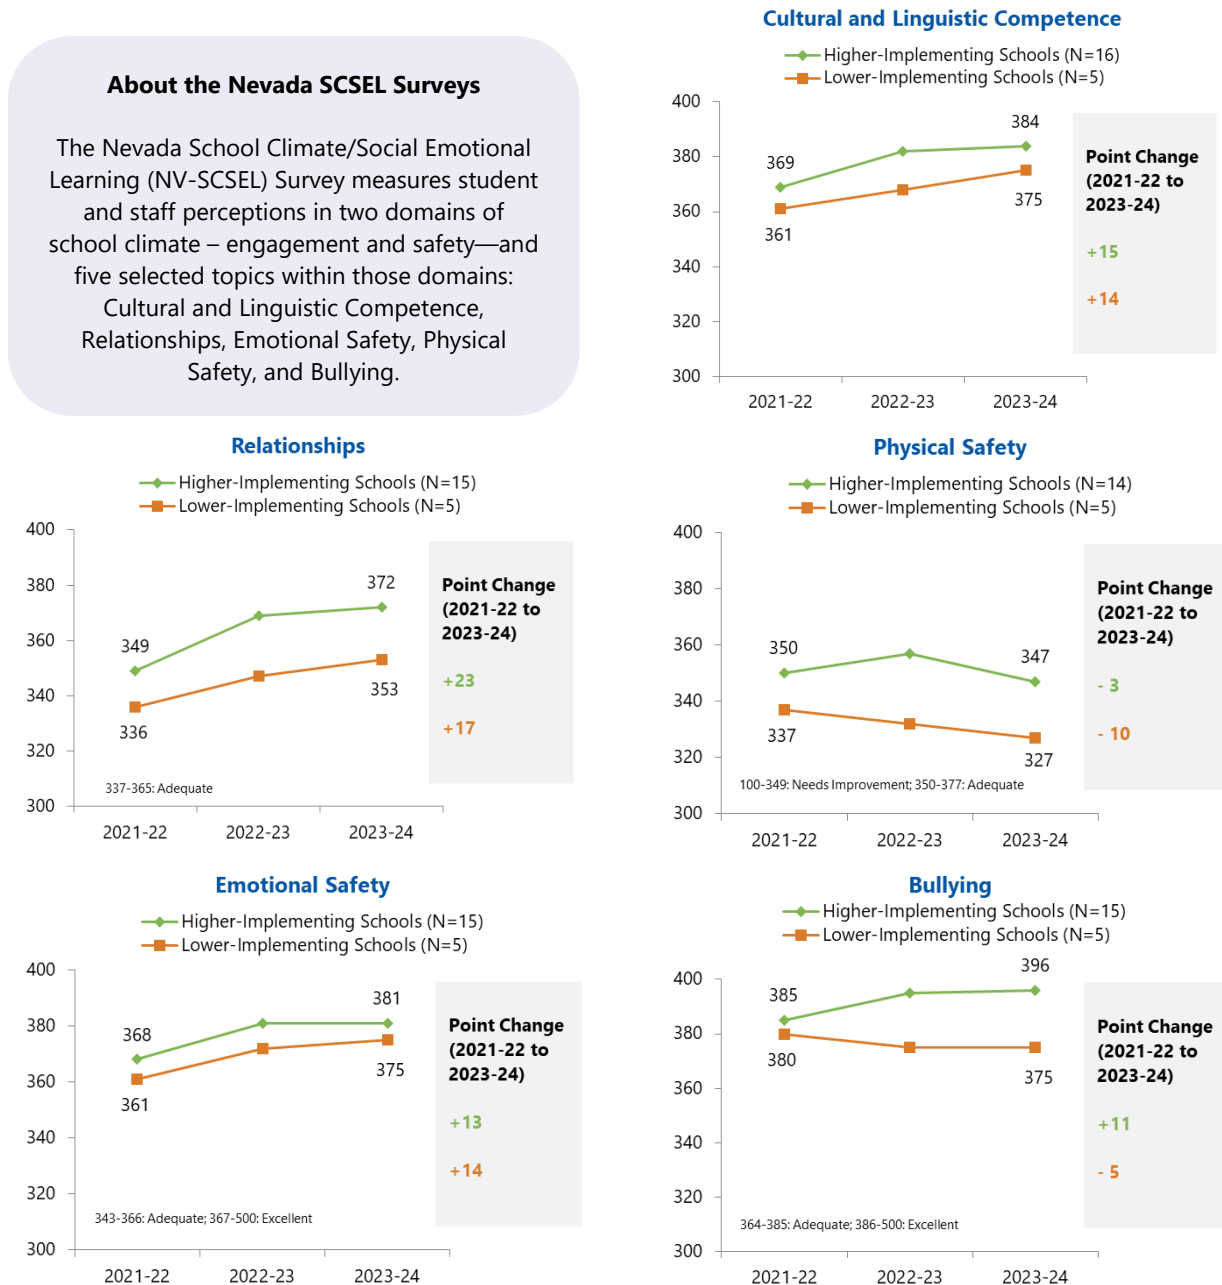 About the Nevada SCSEL Surveys
The Nevada School Climate/Social Emotional
Learning (NV-SCSEL) Survey measures student
and staff perceptions in two domains of
school climate – engagement and safety—and
five selected topics within those domains:
Cultural and Linguistic Competence,
Relationships, Emotional Safety, Physical
Safety, and Bullying.
Cultural and Linguistic Competence
Higher-Implementing Schools (N=16)
Lower-Implementing Schools (N=5)
400
380
360
340
320
300
369
384
361
375
2021-22
2022-23
2023-24
Point Change
(2021-22 to
2023-24)
+15
+14
Relationships
Higher-Implementing Schools (N=15)
Lower-Implementing Schools (N=5)
400
380
360
340
320
300
349
372
336
353
337-365: Adequate
2021-22
2022-23
2023-24
Point Change
(2021-22 to
2023-24)
+23
+17
Physical Safety
Higher-Implementing Schools (N=14)
Lower-Implementing Schools (N=5)
400
380
360
340
320
300
350
347
337
327
100-349: Needs Improvement; 350-377: Adequate
2021-22
2022-23
2023-24
Point Change
(2021-22 to
2023-24)
- 3
- 10
Emotional Safety
Higher-Implementing Schools (N=15)
Lower-Implementing Schools (N=5)
400
380
360
340
320
300
368
381
361
375
343-366: Adequate; 367-500: Excellent
2021-22
2022-23
2023-24
Point Change
(2021-22 to
2023-24)
+13
+14
Bullying
Higher-Implementing Schools (N=15)
Lower-Implementing Schools (N=5)
400
380
360
340
320
300
385
396
380
375
364-385: Adequate; 386-500: Excellent
2021-22
2022-23
2023-24
Point Change
(2021-22 to
2023-24)
+11
- 5